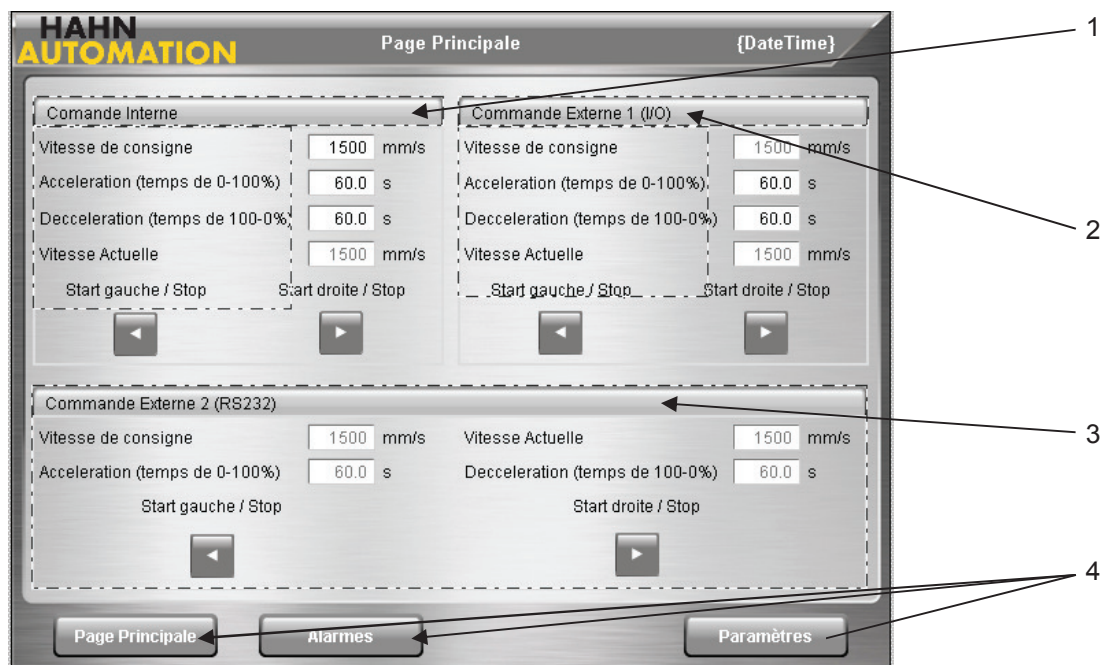 HAHN
AUTOMATION
Page Principale
{DateTime}
1
Comande Interne
Vitesse de consigne 1500 mm/s
Acceleration (temps de 0-100%) 60.0 s
Decceleration (temps de 100-0%) 60.0 s
Vitesse Actuelle 1500 mm/s
Start gauche / Stop Start droite / Stop
Commande Externe 1 (I/O)
Vitesse de consigne 1500 mm/s
Acceleration (temps de 0-100%) 60.0 s
Decceleration (temps de 100-0%) 60.0 s
Vitesse Actuelle 1500 mm/s
Start gauche / Stop Start droite / Stop
2
Commande Externe 2 (RS232)
3
Vitesse de consigne 1500 mm/s Vitesse Actuelle 1500 mm/s
Acceleration (temps de 0-100%) 60.0 s Decceleration (temps de 100-0%) 60.0 s
Start gauche / Stop Start droite / Stop
4
Page Principale Alarmes Paramètres